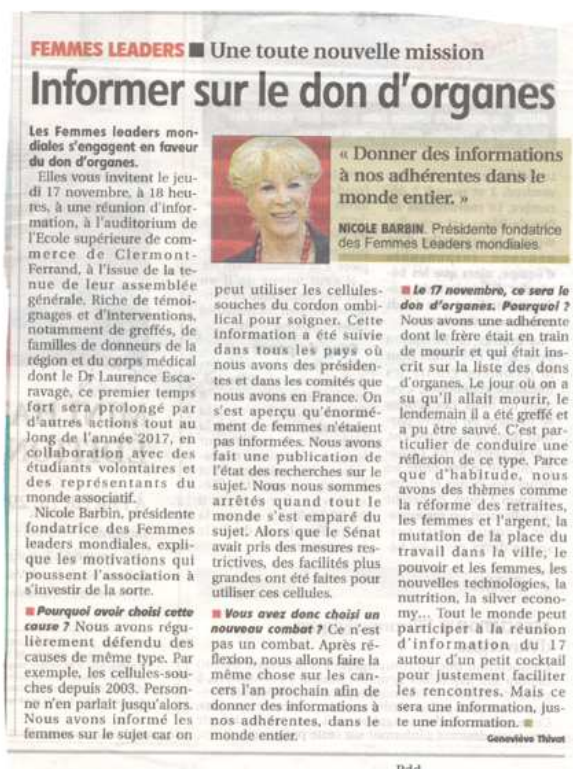 FEMMES LEADERS ■ Une toute nouvelle mission
Informer sur le don d'organes
Les Femmes leaders mon-
diales s'engagent en faveur
du don d'organes.
Elles vous invitent le jeu-
di 17 novembre, à 18 heu-
res, à une réunion d'infor-
mation, à l'auditorium de
l'Ecole supérieure de com-
merce de Clermont-
Ferrand, à l'issue de la te-
nue de leur assemblée
générale. Riche de témoi-
gnages et d'interventions,
notamment de greffés, de
familles de donneurs de la
région et du corps médical
dont le Dr Laurence Esca-
ravage, ce premier temps
fort sera prolongé par
d'autres actions tout au
long de l'année 2017, en
collaboration avec des
étudiants volontaires et
des représentants du
monde associatif.
Nicole Barbin, présidente
fondatrice des Femmes
leaders mondiales, expli-
que les motivations qui
poussent l'association à
s'investir de la sorte.
■ Pourquoi avoir choisi cette
cause ? Nous avons régu-
lièrement défendu des
causes de même type. Par
exemple, les cellules-sou-
ches depuis 2003. Person-
ne n'en parlait jusqu'alors.
Nous avons informé les
femmes sur le sujet car on
« Donner des informations
à nos adhérentes dans le
monde entier. »
NICOLE BARBIN. Présidente fondatrice
des Femmes Leaders mondiales.
peut utiliser les cellules-
souches du cordon ombi-
lical pour soigner. Cette
information a été suivie
dans tous les pays où
nous avons des présiden-
tes et dans les comités que
nous avons en France. On
s'est aperçu qu'énormé-
ment de femmes n'étaient
pas informées. Nous avons
fait une publication de
l'état des recherches sur le
sujet. Nous nous sommes
arrêtés quand tout le
monde s'est emparé du
sujet. Alors que le Sénat
avait pris des mesures res-
trictives, des facilités plus
grandes ont été faites pour
utiliser ces cellules.
■ Vous avez donc choisi un
nouveau combat ? Ce n'est
pas un combat. Après ré-
flexion, nous allons faire la
même chose sur les can-
cers l'an prochain afin de
donner des informations à
nos adhérentes, dans le
monde entier.
■ Le 17 novembre, ce sera le
don d'organes. Pourquoi ?
Nous avons une adhérente
dont le frère était en train
de mourir et qui était ins-
crit sur la liste des dons
d'organes. Le jour où on a
su qu'il allait mourir, le
lendemain il a été greffé et
a pu être sauvé. C'est par-
ticulier de conduire une
réflexion de ce type. Parce
que d'habitude, nous
avons des thèmes comme
la réforme des retraites,
les femmes et l'argent, la
mutation de la place du
travail dans la ville, le
pouvoir et les femmes, les
nouvelles technologies, la
nutrition, la silver econo-
my... Tout le monde peut
participer à la réunion
d'information du 17
autour d'un petit cocktail
pour justement faciliter
les rencontres. Mais ce
sera une information, jus-
te une information. ■
Geneviève Thivat